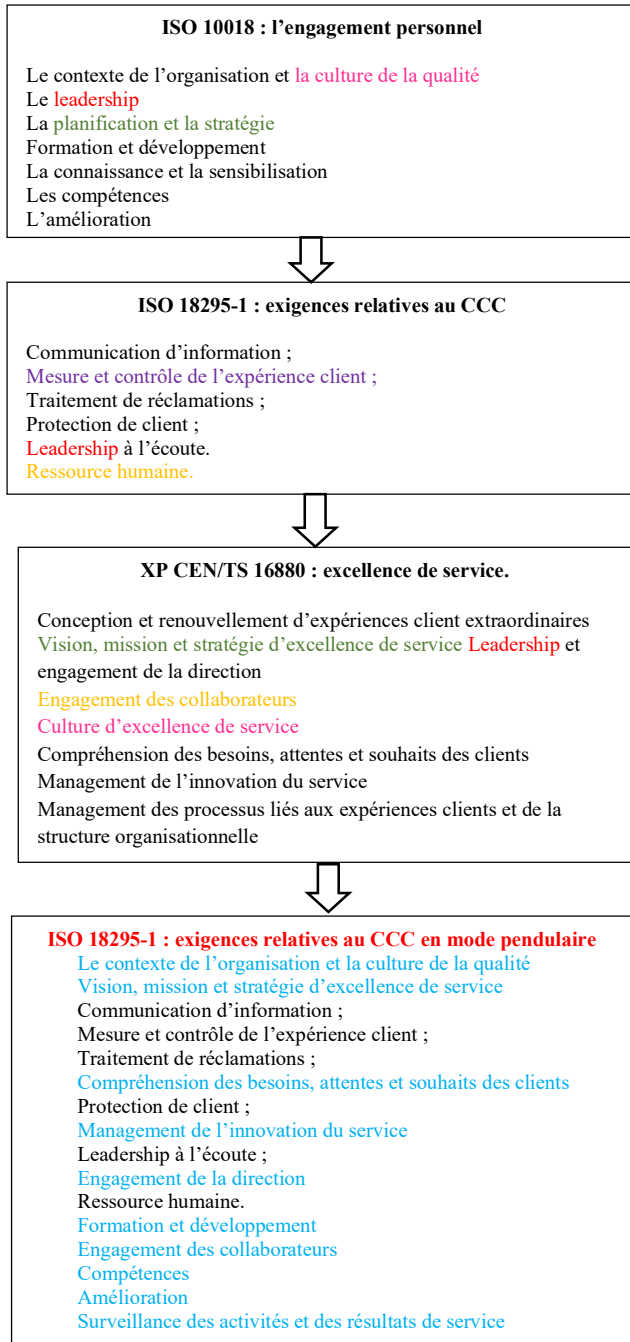 ISO 10018 : l’engagement personnel
Le contexte de l’organisation et la culture de la qualité
Le leadership
La planification et la stratégie
Formation et développement
La connaissance et la sensibilisation
Les compétences
L’amélioration
ISO 18295-1 : exigences relatives au CCC
Communication d’information ;
Mesure et contrôle de l’expérience client ;
Traitement de réclamations ;
Protection de client ;
Leadership à l’écoute.
Ressource humaine.
XP CEN/TS 16880 : excellence de service.
Conception et renouvellement d’expériences client extraordinaires
Vision, mission et stratégie d’excellence de service Leadership et
engagement de la direction
Engagement des collaborateurs
Culture d’excellence de service
Compréhension des besoins, attentes et souhaits des clients
Management de l’innovation du service
Management des processus liés aux expériences clients et de la
structure organisationnelle
ISO 18295-1 : exigences relatives au CCC en mode pendulaire
Le contexte de l’organisation et la culture de la qualité
Vision, mission et stratégie d’excellence de service
Communication d’information ;
Mesure et contrôle de l’expérience client ;
Traitement de réclamations ;
Compréhension des besoins, attentes et souhaits des clients
Protection de client ;
Management de l’innovation du service
Leadership à l’écoute ;
Engagement de la direction
Ressource humaine.
Formation et développement
Engagement des collaborateurs
Compétences
Amélioration
Surveillance des activités et des résultats de service